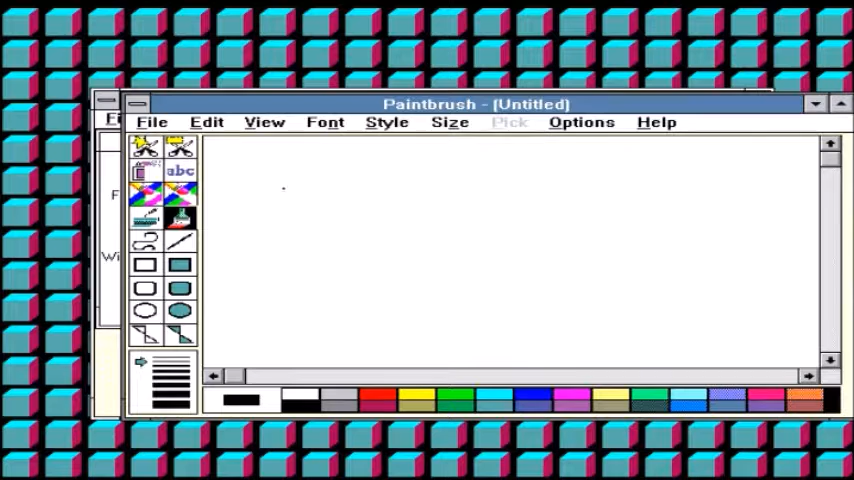 Paintbrush - (Untitled)
File Edit View Font Style Size Pick Options Help
abc